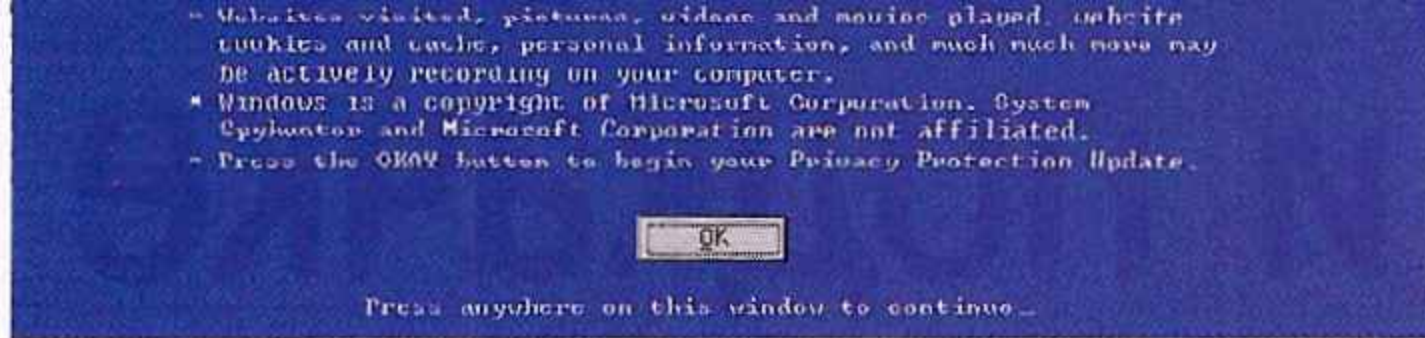 - Websites visited, pictures, videos and movies played, website
cookies and cache, personal information, and much much more may
be actively recording on your computer.
* Windows is a copyright of Microsoft Corporation. System
Spyhunter and Microsoft Corporation are not affiliated.
- Press the OKAY button to begin your Privacy Protection Update.
OK
Press anywhere on this window to continue_